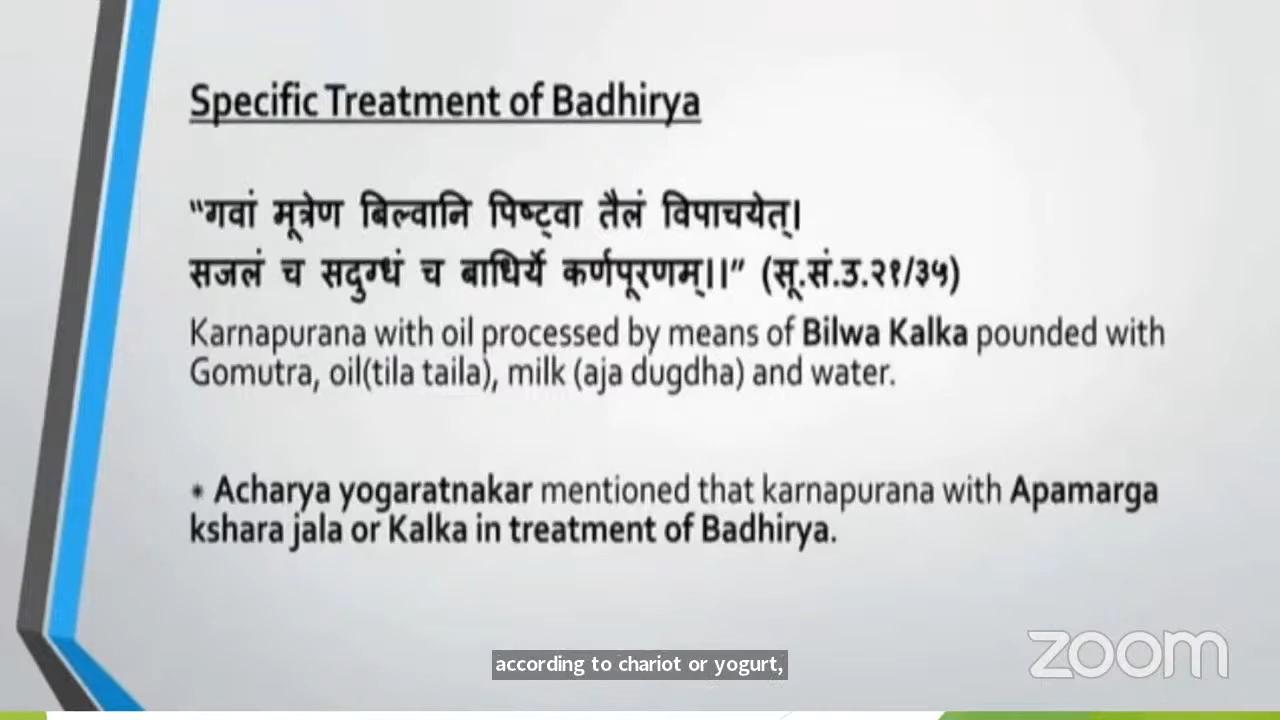 Specific Treatment of Badhirya
“गवां मूत्रेण बिल्वानि पिष्ट्वा तैलं विपाचयेत्।
सजलं च सदुग्धं च बाधिर्ये कर्णपूरणम्।।” (सू.सं.उ.२१/३५)
Karnapurana with oil processed by means of Bilwa Kalka pounded with
Gomutra, oil(tila taila), milk (aja dugdha) and water.
* Acharya yogaratnakar mentioned that karnapurana with Apamarga
kshara jala or Kalka in treatment of Badhirya.
according to chariot or yogurt,
zoom